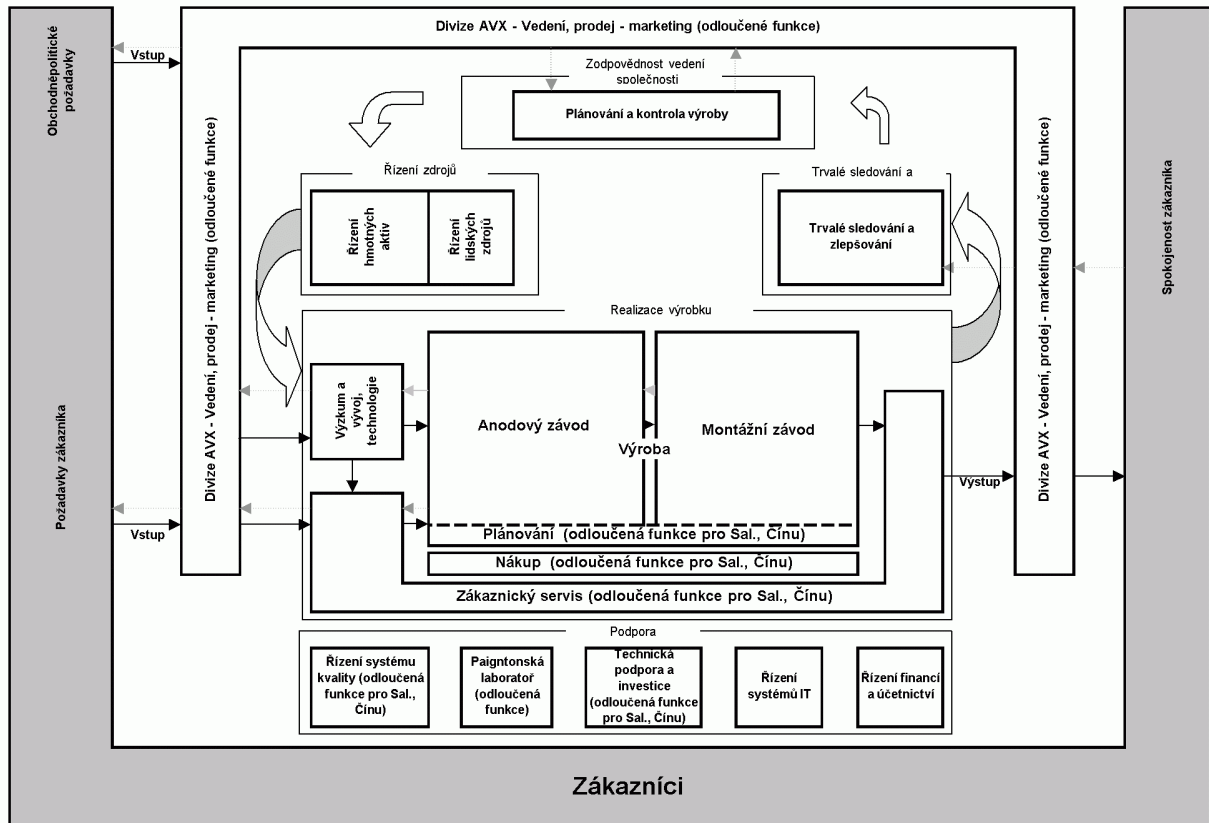 Divize AVX - Vedení, prodej - marketing (odloučené funkce)
Obchodněpolitické
požadavky
Vstup
Zodpovědnost vedení
společnosti
Plánování a kontrola výroby
Divize AVX - Vedení, prodej - marketing (odloučené funkce)
Řízení zdrojů
Řízení
hmotných
aktiv
Řízení
lidských
zdrojů
Trvalé sledování a
Trvalé sledování a
zlepšování
Divize AVX - Vedení, prodej - marketing (odloučené funkce)
Spokojenost zákazníka
Realizace výrobku
Výzkum a
vývoj,
technologie
Anodový závod
Výroba
Montážní závod
Požadavky zákazníka
Vstup
Výstup
Plánování (odloučená funkce pro Sal., Čínu)
Nákup (odloučená funkce pro Sal., Čínu)
Zákaznický servis (odloučená funkce pro Sal., Čínu)
Podpora
Řízení systému
kvality (odloučená
funkce pro Sal.,
Čínu)
Paigntonská
laboratoř
(odloučená
funkce)
Technická
podpora a
investice
(odloučená funkce
pro Sal., Čínu)
Řízení
systémů IT
Řízení financí
a účetnictví
Zákazníci